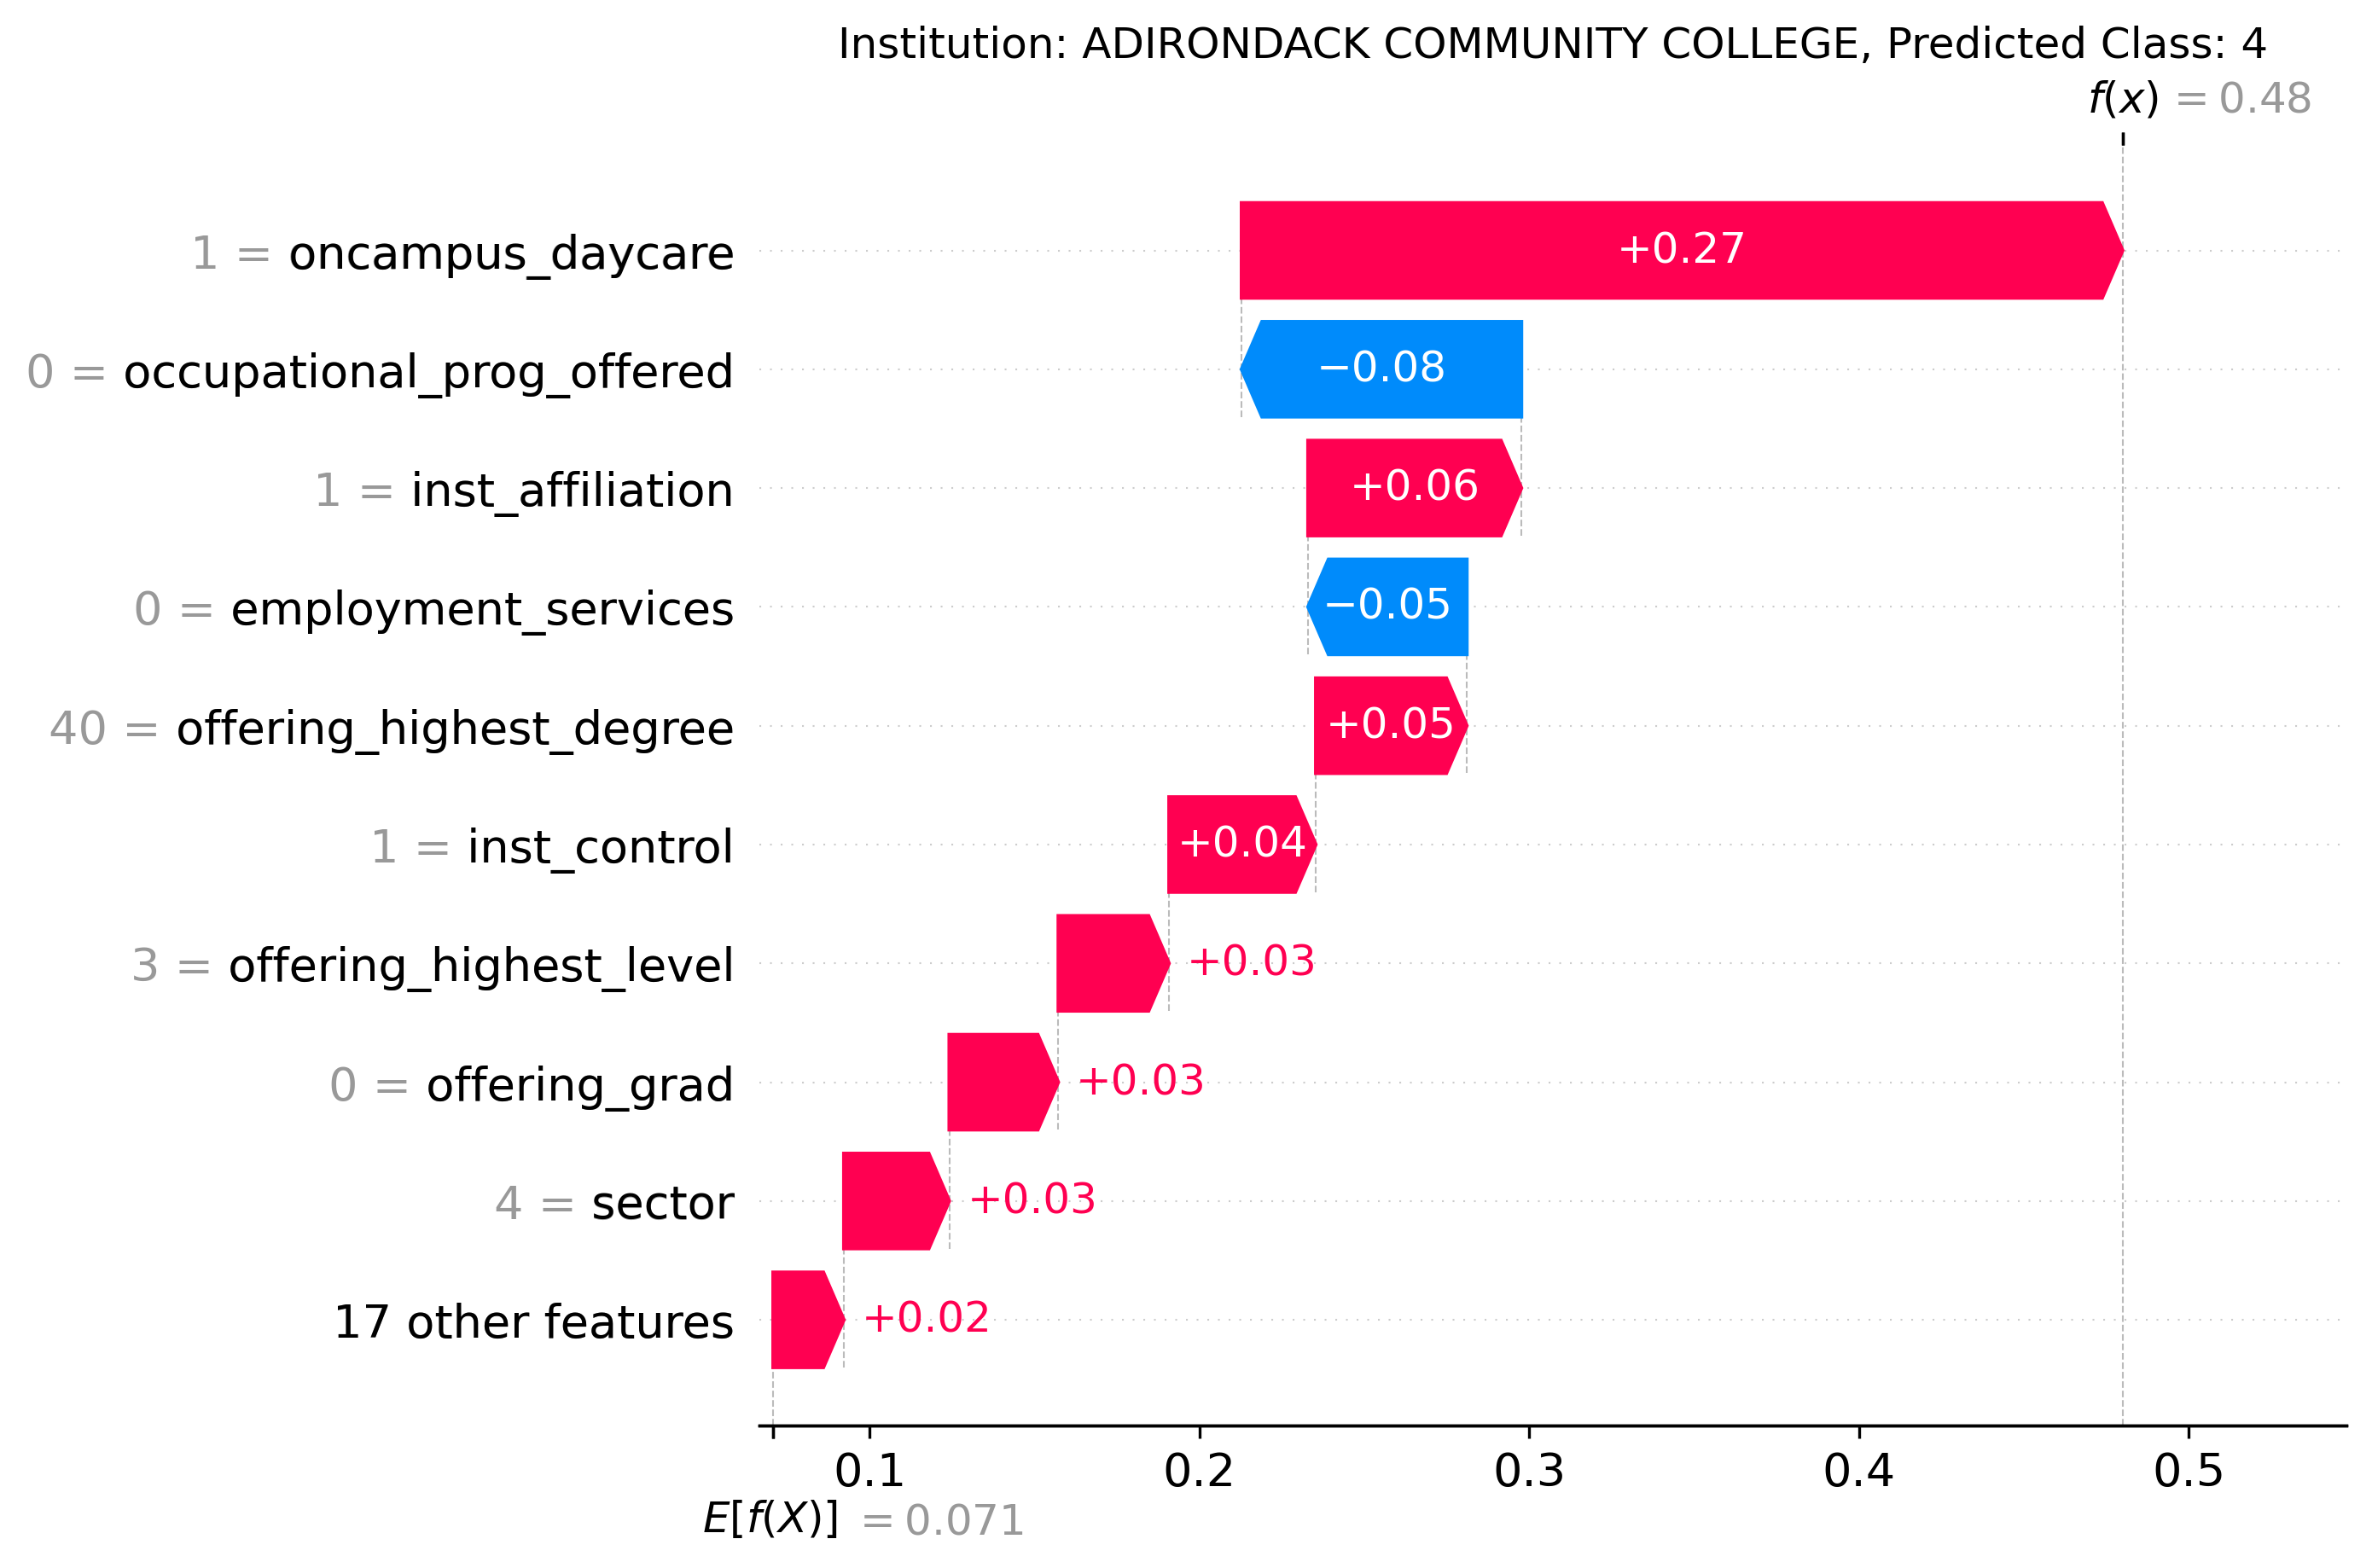 Institution: ADIRONDACK COMMUNITY COLLEGE, Predicted Class: 4
f(x) = 0.48
1 = oncampus_daycare +0.27
0 = occupational_prog_offered −0.08
1 = inst_affiliation +0.06
0 = employment_services −0.05
40 = offering_highest_degree +0.05
1 = inst_control +0.04
3 = offering_highest_level +0.03
0 = offering_grad +0.03
4 = sector +0.03
17 other features +0.02
0.1 0.2 0.3 0.4 0.5
E[f(X)] = 0.071